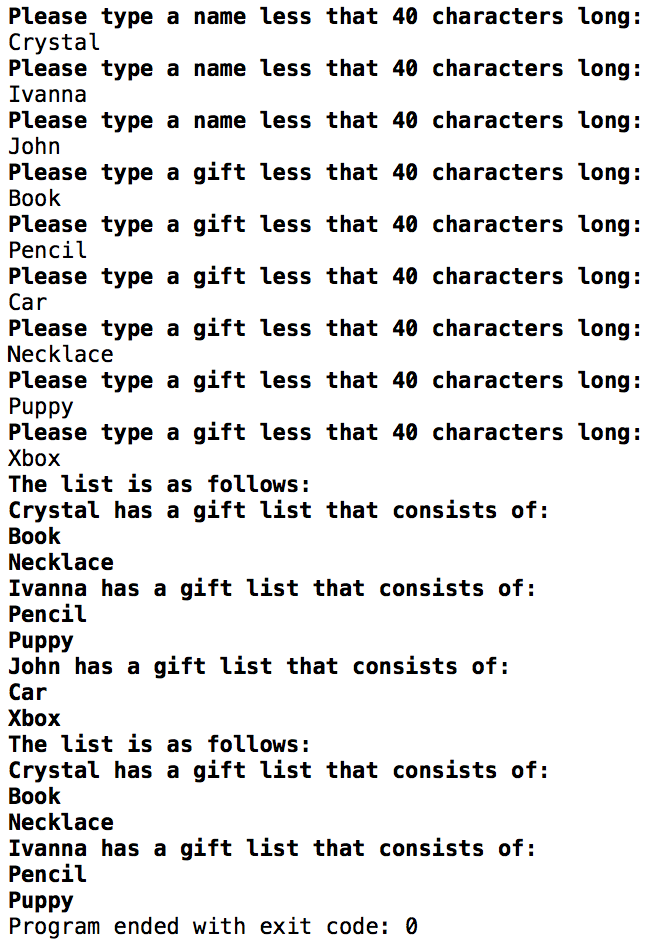 Please type a name less that 40 characters long:
Crystal
Please type a name less that 40 characters long:
Ivanna
Please type a name less that 40 characters long:
John
Please type a gift less that 40 characters long:
Book
Please type a gift less that 40 characters long:
Pencil
Please type a gift less that 40 characters long:
Car
Please type a gift less that 40 characters long:
Necklace
Please type a gift less that 40 characters long:
Puppy
Please type a gift less that 40 characters long:
Xbox
The list is as follows:
Crystal has a gift list that consists of:
Book
Necklace
Ivanna has a gift list that consists of:
Pencil
Puppy
John has a gift list that consists of:
Car
Xbox
The list is as follows:
Crystal has a gift list that consists of:
Book
Necklace
Ivanna has a gift list that consists of:
Pencil
Puppy
Program ended with exit code: 0